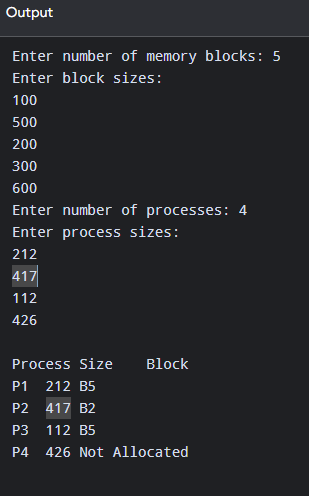 Output
Enter number of memory blocks: 5
Enter block sizes:
100
500
200
300
600
Enter number of processes: 4
Enter process sizes:
212
417
112
426
Process Size    Block
P1  212 B5
P2  417 B2
P3  112 B5
P4  426 Not Allocated